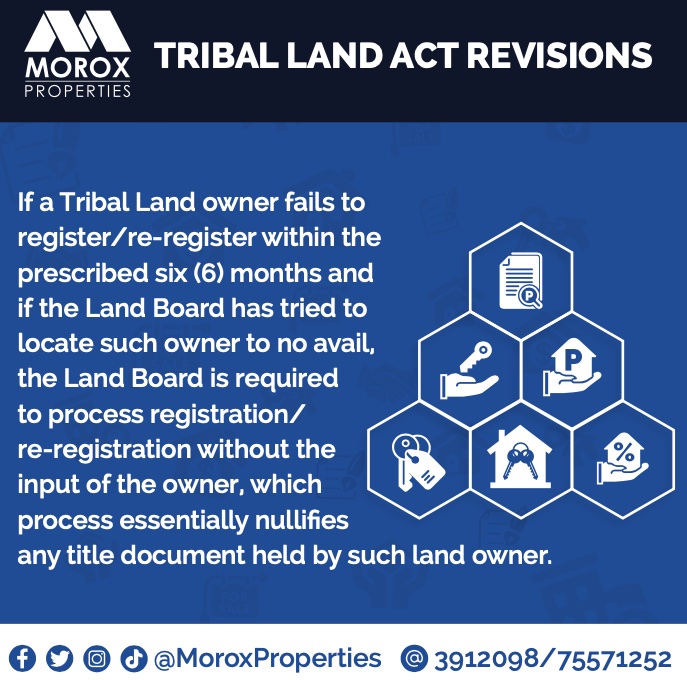 MOROX
PROPERTIES
TRIBAL LAND ACT REVISIONS
If a Tribal Land owner fails to
register/re-register within the
prescribed six (6) months and
if the Land Board has tried to
locate such owner to no avail,
the Land Board is required
to process registration/
re-registration without the
input of the owner, which
process essentially nullifies
any title document held by such land owner.
P
P
%
@MoroxProperties
@ 3912098/75571252